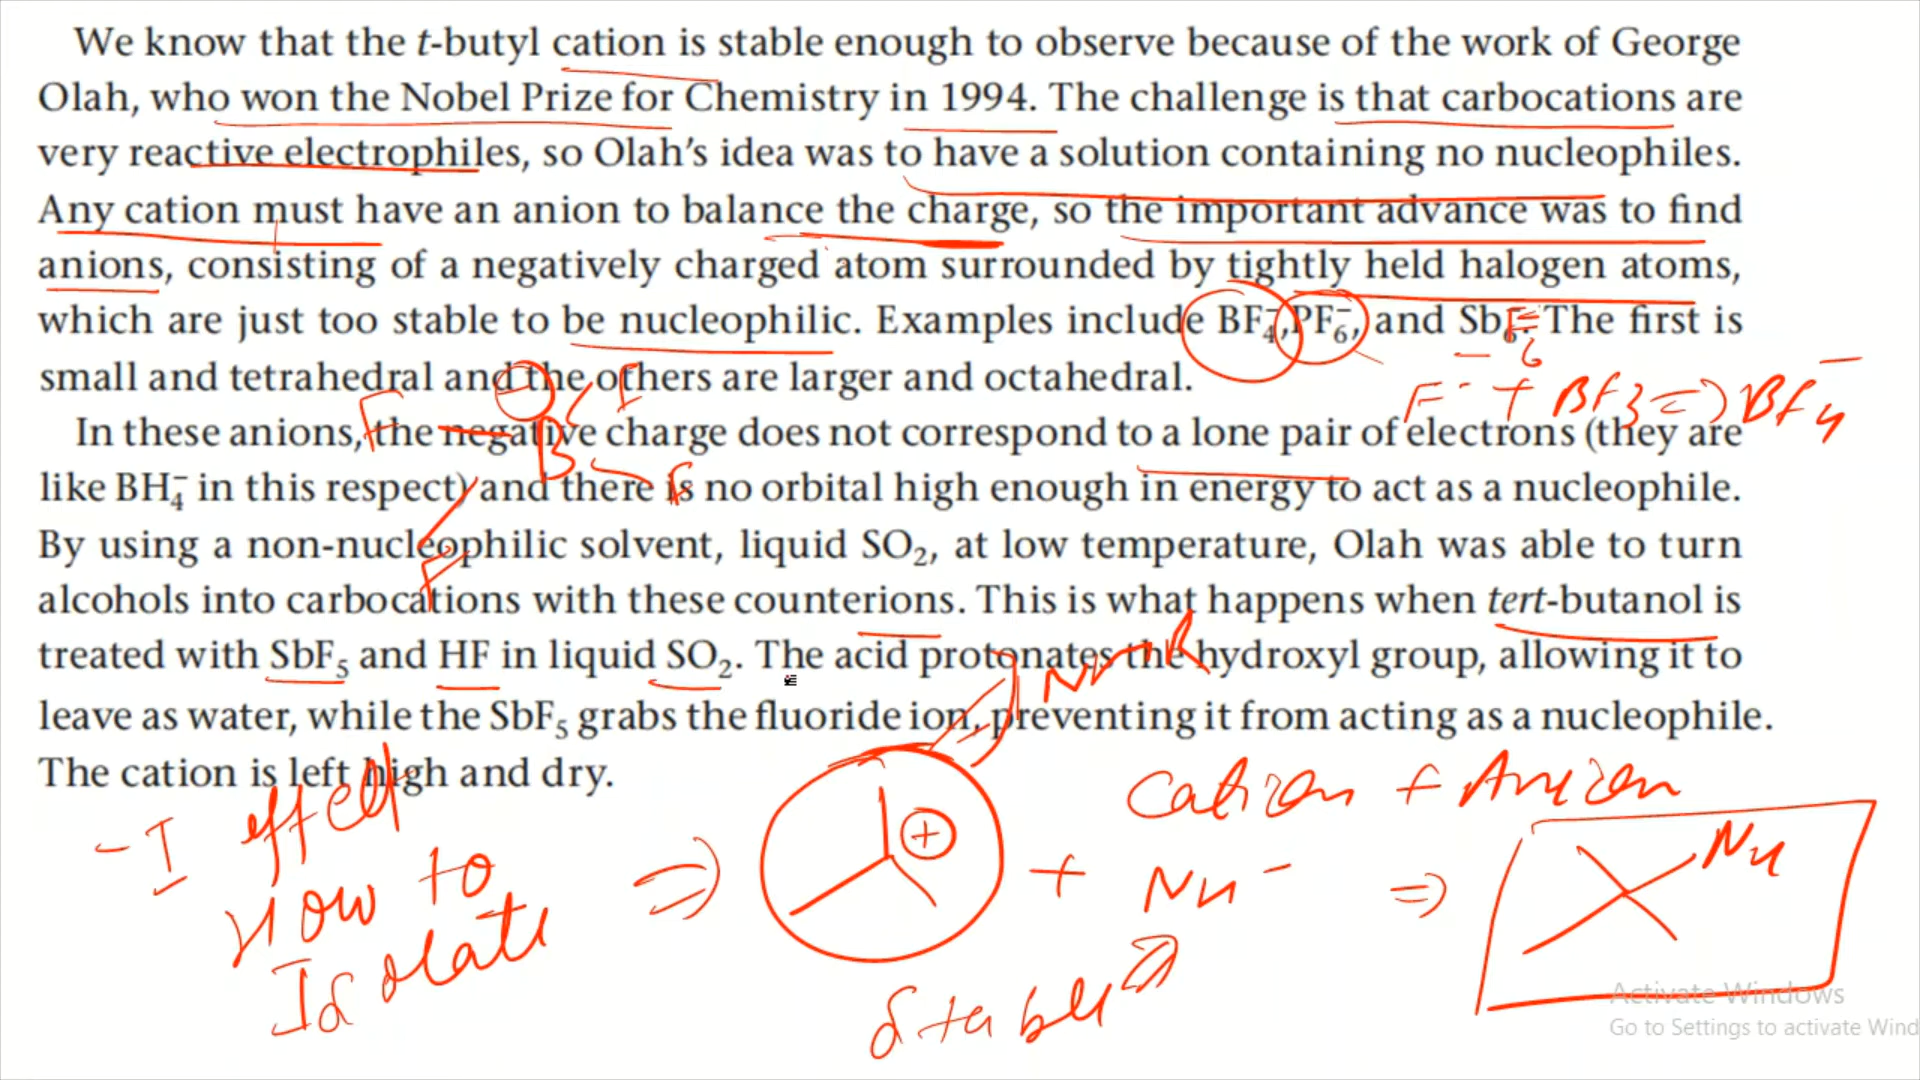 We know that the t-butyl cation is stable enough to observe because of the work of George
Olah, who won the Nobel Prize for Chemistry in 1994. The challenge is that carbocations are
very reactive electrophiles, so Olah’s idea was to have a solution containing no nucleophiles.
Any cation must have an anion to balance the charge, so the important advance was to find
anions, consisting of a negatively charged atom surrounded by tightly held halogen atoms,
which are just too stable to be nucleophilic. Examples include BF₄⁻, PF₆⁻, and SbF₆⁻. The first is
small and tetrahedral and the others are larger and octahedral.
F⁻ + BF3 => BF4⁻
In these anions, the negative charge does not correspond to a lone pair of electrons (they are
like BH₄⁻ in this respect) and there is no orbital high enough in energy to act as a nucleophile.
By using a non-nucleophilic solvent, liquid SO₂, at low temperature, Olah was able to turn
alcohols into carbocations with these counterions. This is what happens when tert-butanol is
treated with SbF₅ and HF in liquid SO₂. The acid protonates the hydroxyl group, allowing it to
leave as water, while the SbF₅ grabs the fluoride ion, preventing it from acting as a nucleophile.
The cation is left high and dry.
F
B
F
F
-I effect
How to
Isolate
=>
+
+ Nu⁻
=>
Nu
Cation + Anion
stable
Activate Windows
Go to Settings to activate Wind